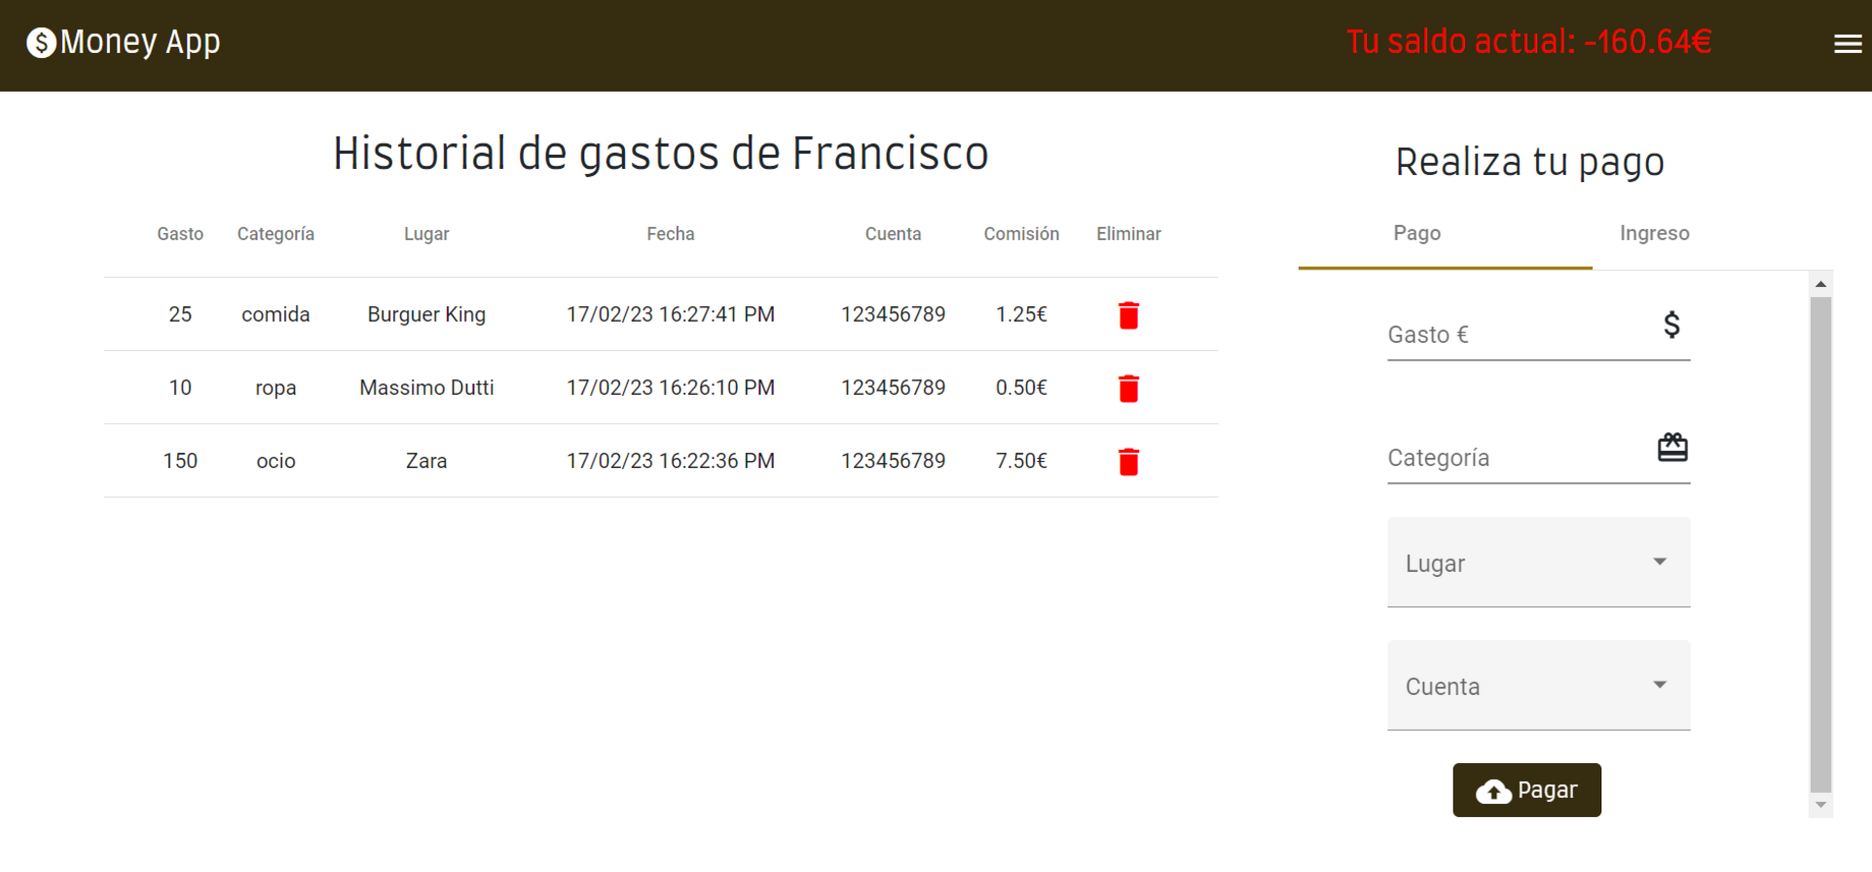 Money App
Tu saldo actual: -160.64€
Historial de gastos de Francisco
Gasto Categoría Lugar Fecha Cuenta Comisión Eliminar
25 comida Burguer King 17/02/23 16:27:41 PM 123456789 1.25€
10 ropa Massimo Dutti 17/02/23 16:26:10 PM 123456789 0.50€
150 ocio Zara 17/02/23 16:22:36 PM 123456789 7.50€
Realiza tu pago
Pago Ingreso
Gasto €
Categoría
Lugar
Cuenta
Pagar